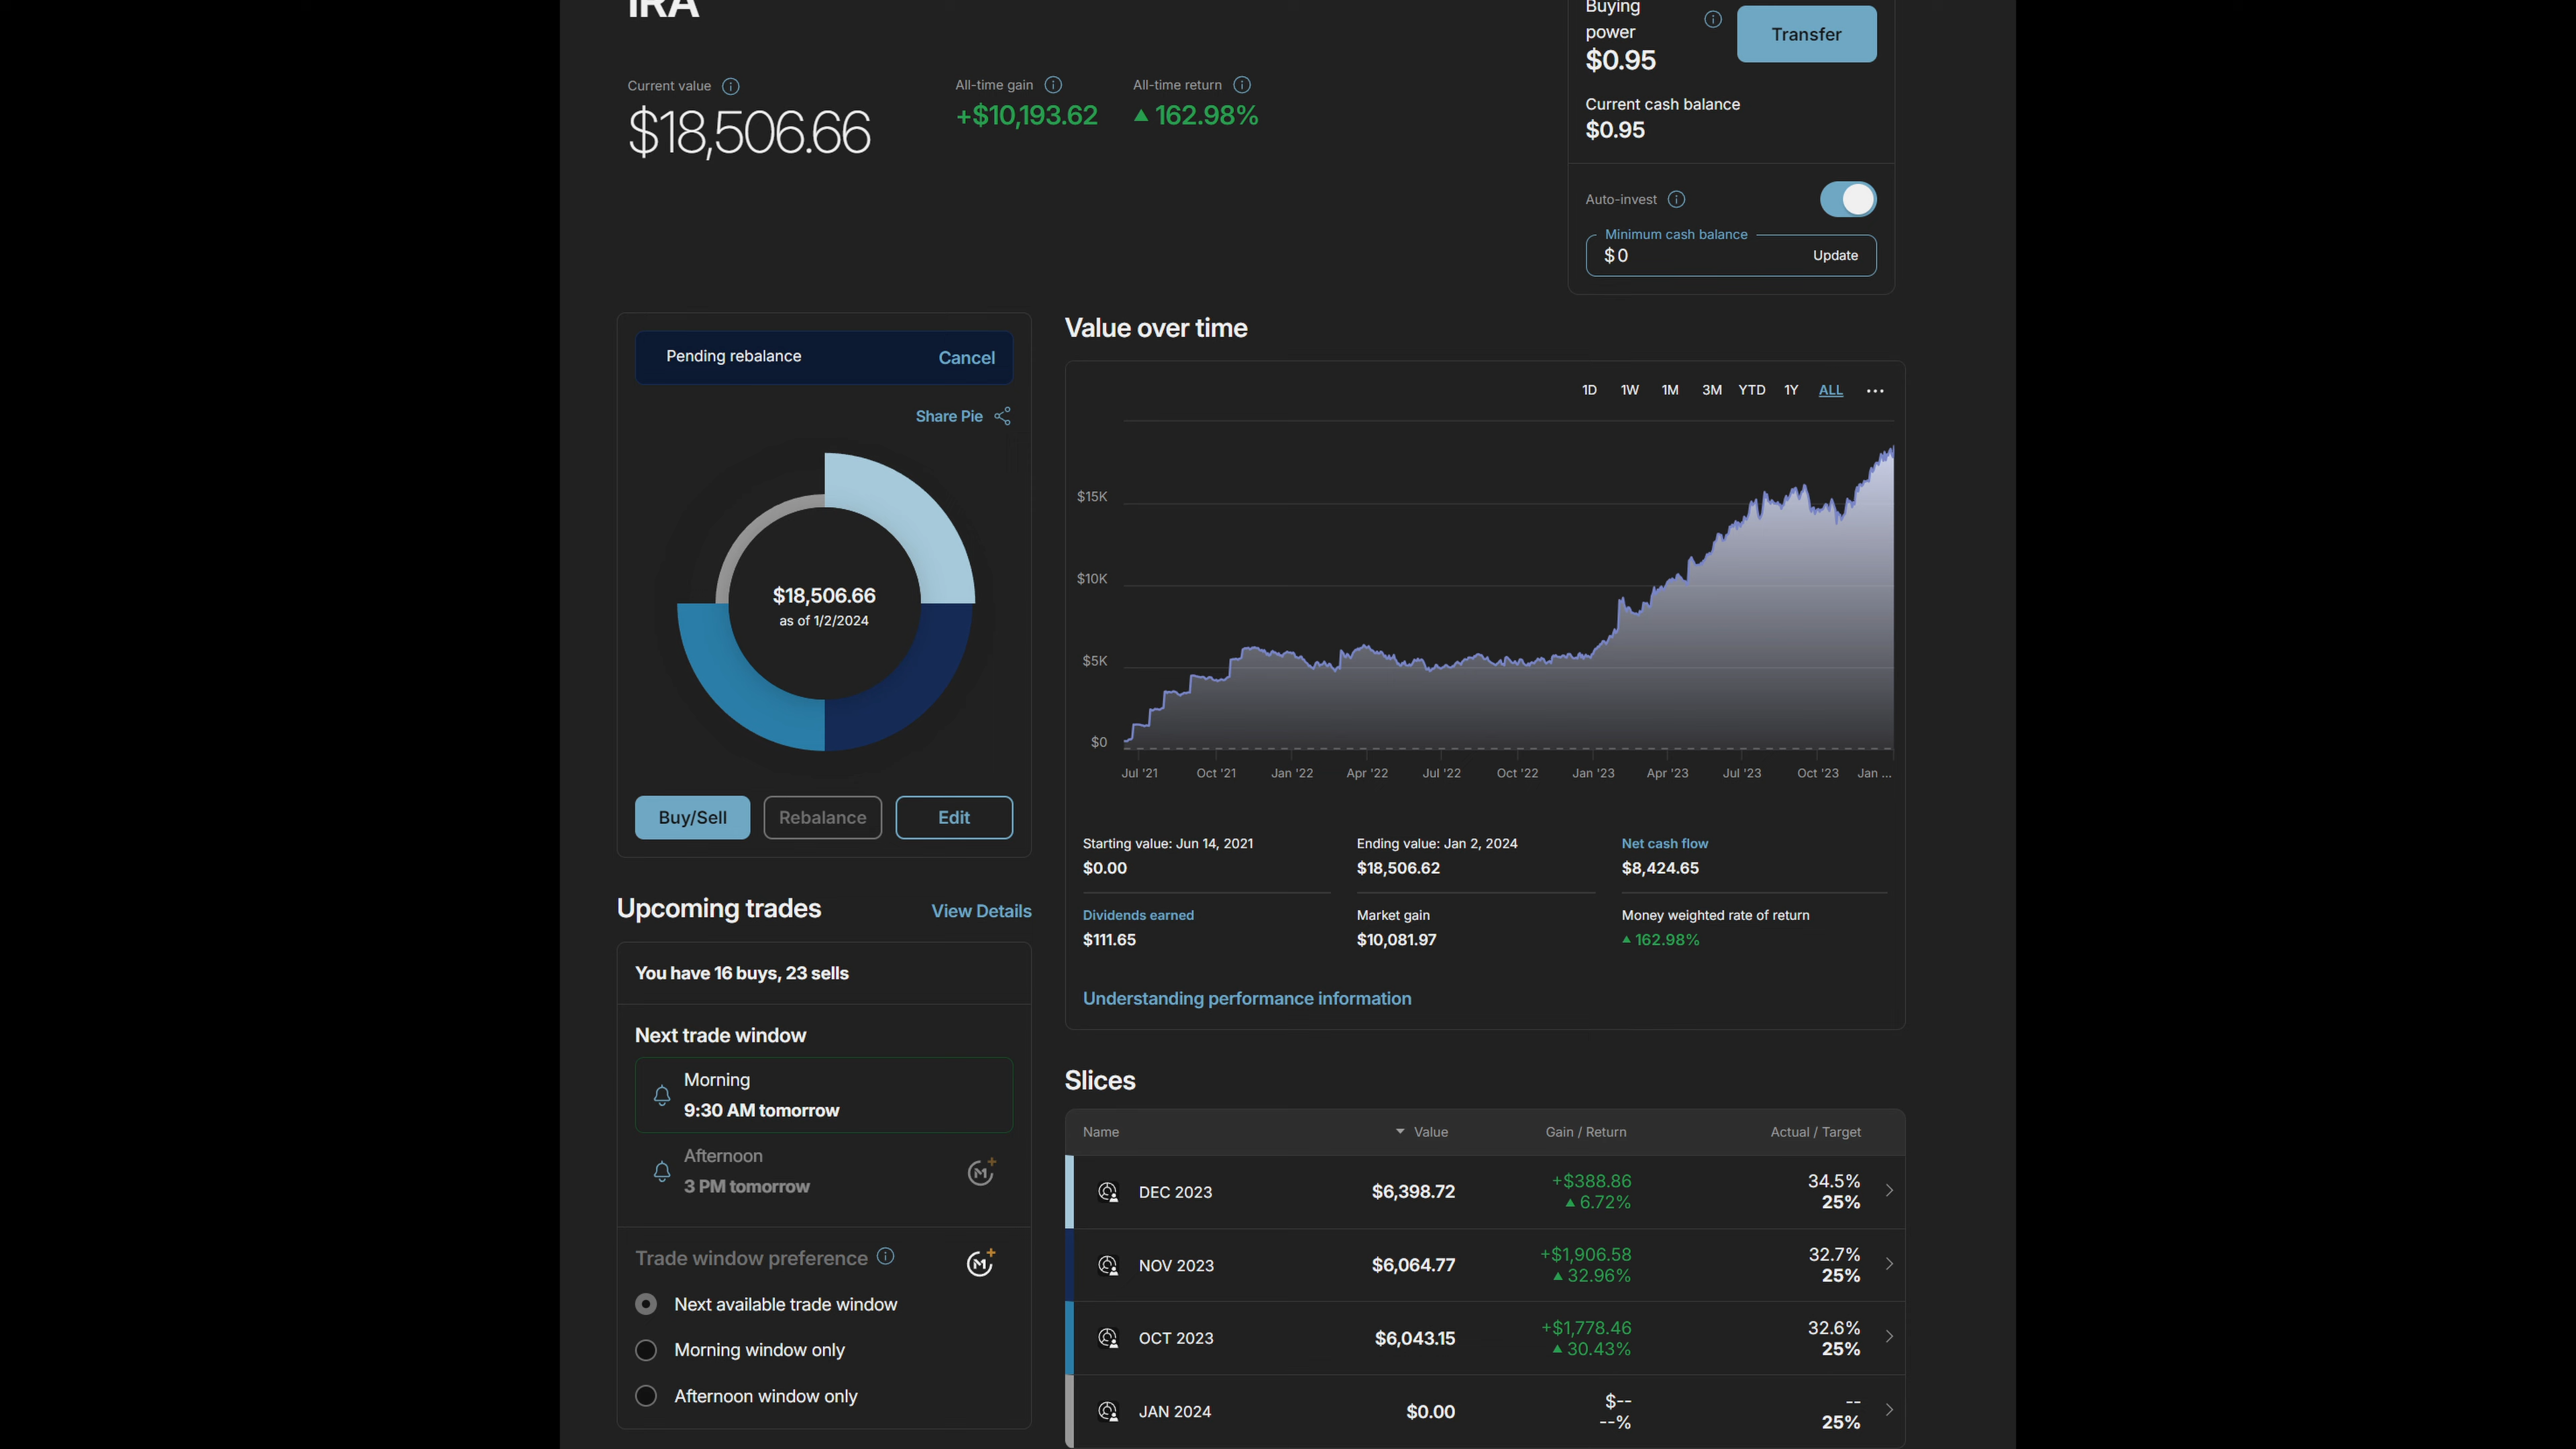 IRA
Current value
$18,506.66
All-time gain
+$10,193.62
All-time return
162.98%
Buying
power
$0.95
Transfer
Current cash balance
$0.95
Auto-invest
Minimum cash balance
$0
Update
Pending rebalance
Cancel
Share Pie
$18,506.66
as of 1/2/2024
Buy/Sell
Rebalance
Edit
Upcoming trades
View Details
You have 16 buys, 23 sells
Next trade window
Morning
9:30 AM tomorrow
Afternoon
3 PM tomorrow
Trade window preference
Next available trade window
Morning window only
Afternoon window only
Value over time
1D 1W 1M 3M YTD 1Y ALL ...
$15K
$10K
$5K
$0
Jul '21 Oct '21 Jan '22 Apr '22 Jul '22 Oct '22 Jan '23 Apr '23 Jul '23 Oct '23 Jan ...
Starting value: Jun 14, 2021
$0.00
Ending value: Jan 2, 2024
$18,506.62
Net cash flow
$8,424.65
Dividends earned
$111.65
Market gain
$10,081.97
Money weighted rate of return
162.98%
Understanding performance information
Slices
Name Value Gain / Return Actual / Target
DEC 2023 $6,398.72
+$388.86
6.72%
34.5%
25%
NOV 2023 $6,064.77
+$1,906.58
32.96%
32.7%
25%
OCT 2023 $6,043.15
+$1,778.46
30.43%
32.6%
25%
JAN 2024 $0.00
$--
--%
--
25%